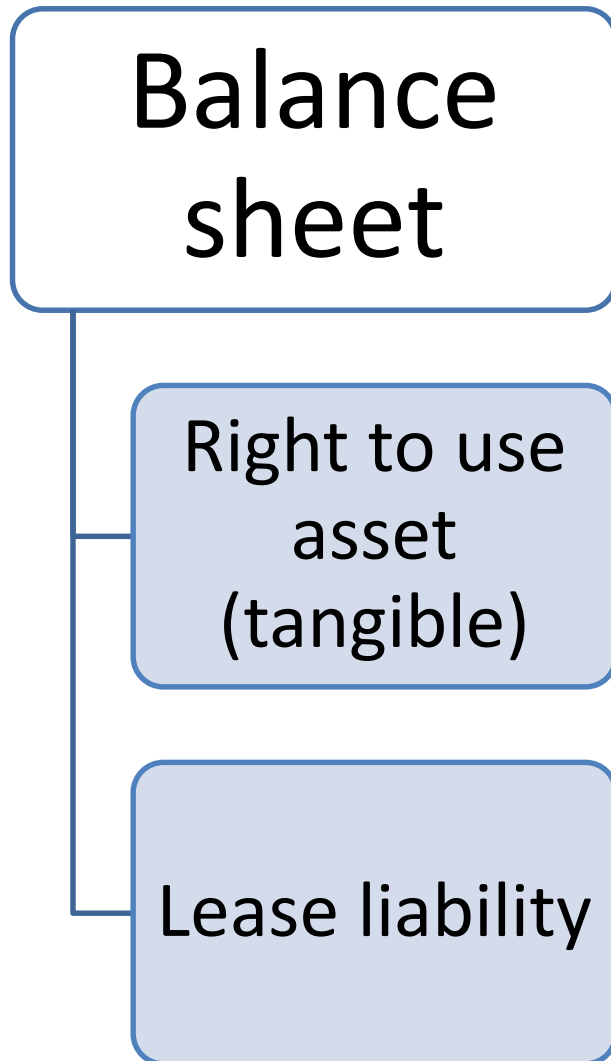 Balance
sheet
Right to use
asset
(tangible)
Lease liability